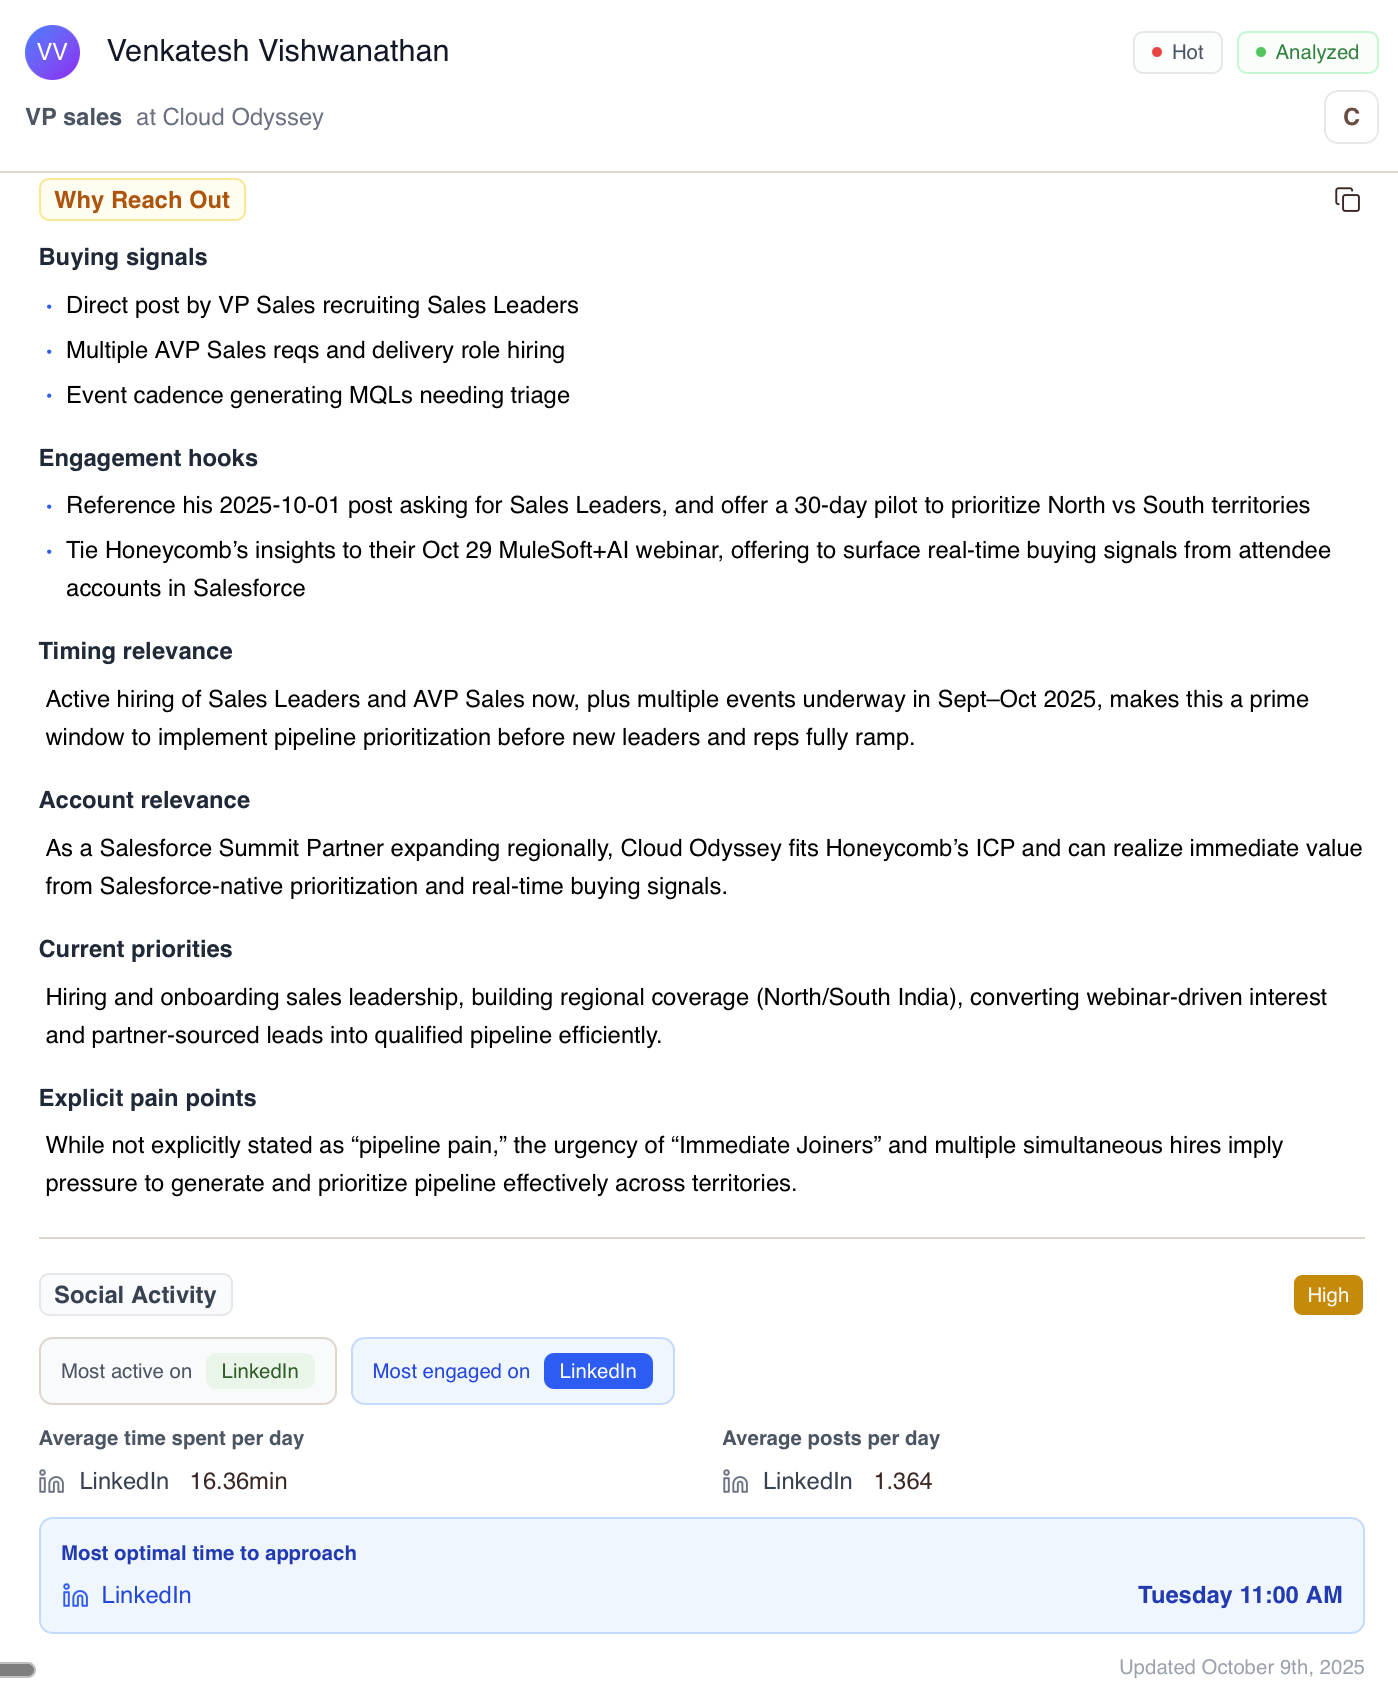 VV
Venkatesh Vishwanathan
Hot
Analyzed
VP sales at Cloud Odyssey
C
Why Reach Out
Buying signals
• Direct post by VP Sales recruiting Sales Leaders
• Multiple AVP Sales reqs and delivery role hiring
• Event cadence generating MQLs needing triage
Engagement hooks
• Reference his 2025-10-01 post asking for Sales Leaders, and offer a 30-day pilot to prioritize North vs South territories
• Tie Honeycomb’s insights to their Oct 29 MuleSoft+AI webinar, offering to surface real-time buying signals from attendee
accounts in Salesforce
Timing relevance
Active hiring of Sales Leaders and AVP Sales now, plus multiple events underway in Sept–Oct 2025, makes this a prime
window to implement pipeline prioritization before new leaders and reps fully ramp.
Account relevance
As a Salesforce Summit Partner expanding regionally, Cloud Odyssey fits Honeycomb’s ICP and can realize immediate value
from Salesforce-native prioritization and real-time buying signals.
Current priorities
Hiring and onboarding sales leadership, building regional coverage (North/South India), converting webinar-driven interest
and partner-sourced leads into qualified pipeline efficiently.
Explicit pain points
While not explicitly stated as “pipeline pain,” the urgency of “Immediate Joiners” and multiple simultaneous hires imply
pressure to generate and prioritize pipeline effectively across territories.
Social Activity
High
Most active on LinkedIn
Most engaged on LinkedIn
Average time spent per day
LinkedIn 16.36min
Average posts per day
LinkedIn 1.364
Most optimal time to approach
LinkedIn
Tuesday 11:00 AM
Updated October 9th, 2025